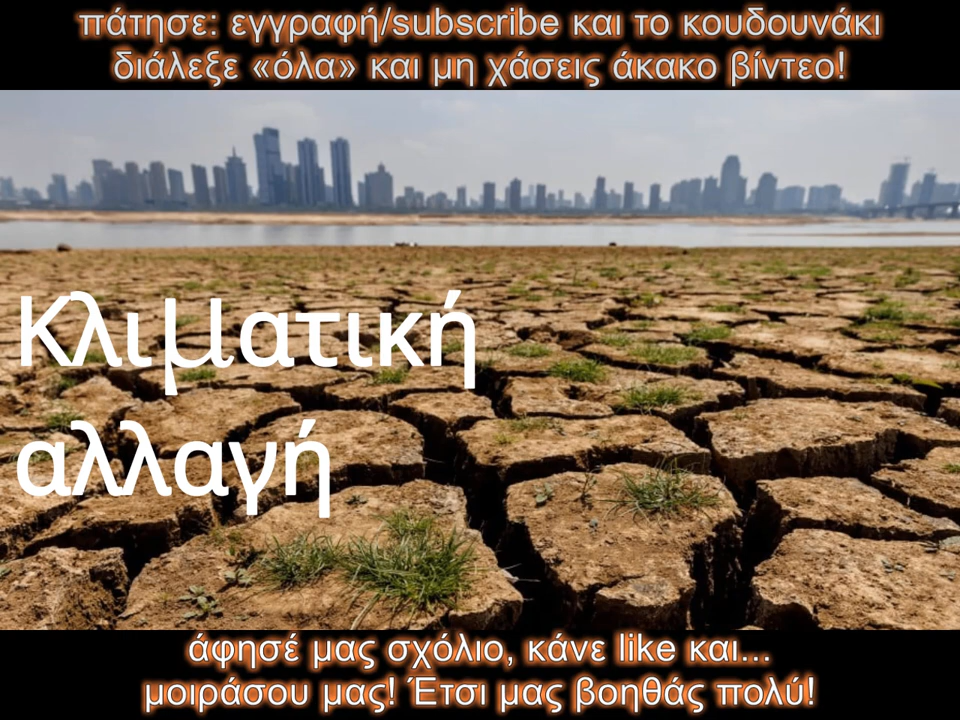 πάτησε: εγγραφή/subscribe και το κουδουνάκι
διάλεξε «όλα» και μη χάσεις άκακο βίντεο!
Κλιματική
αλλαγή
άφησέ μας σχόλιο, κάνε like και...
μοιράσου μας! Έτσι μας βοηθάς πολύ!